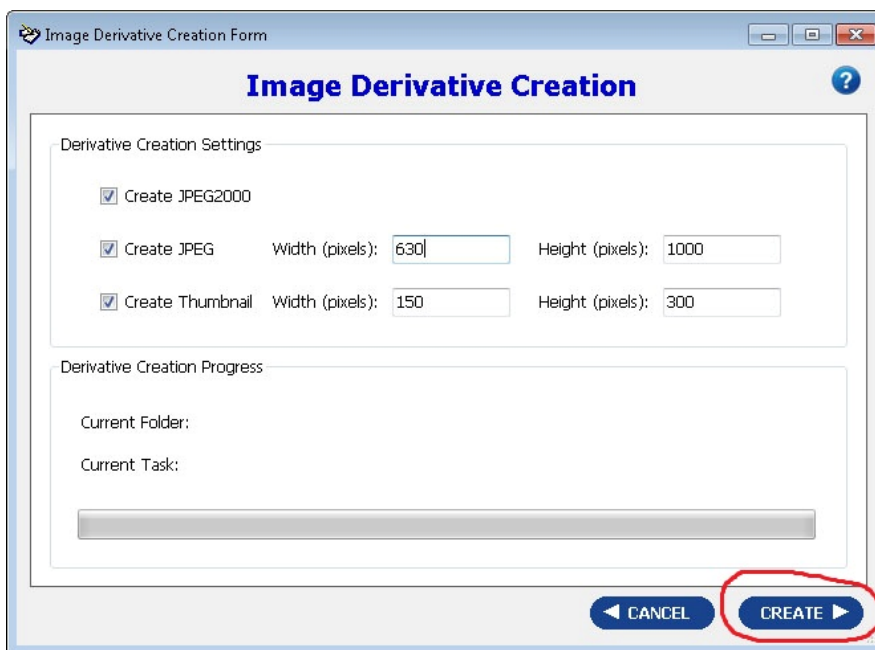 Image Derivative Creation Form
Image Derivative Creation
?
Derivative Creation Settings
Create JPEG2000
Create JPEG Width (pixels): 630 Height (pixels): 1000
Create Thumbnail Width (pixels): 150 Height (pixels): 300
Derivative Creation Progress
Current Folder:
Current Task:
CANCEL CREATE